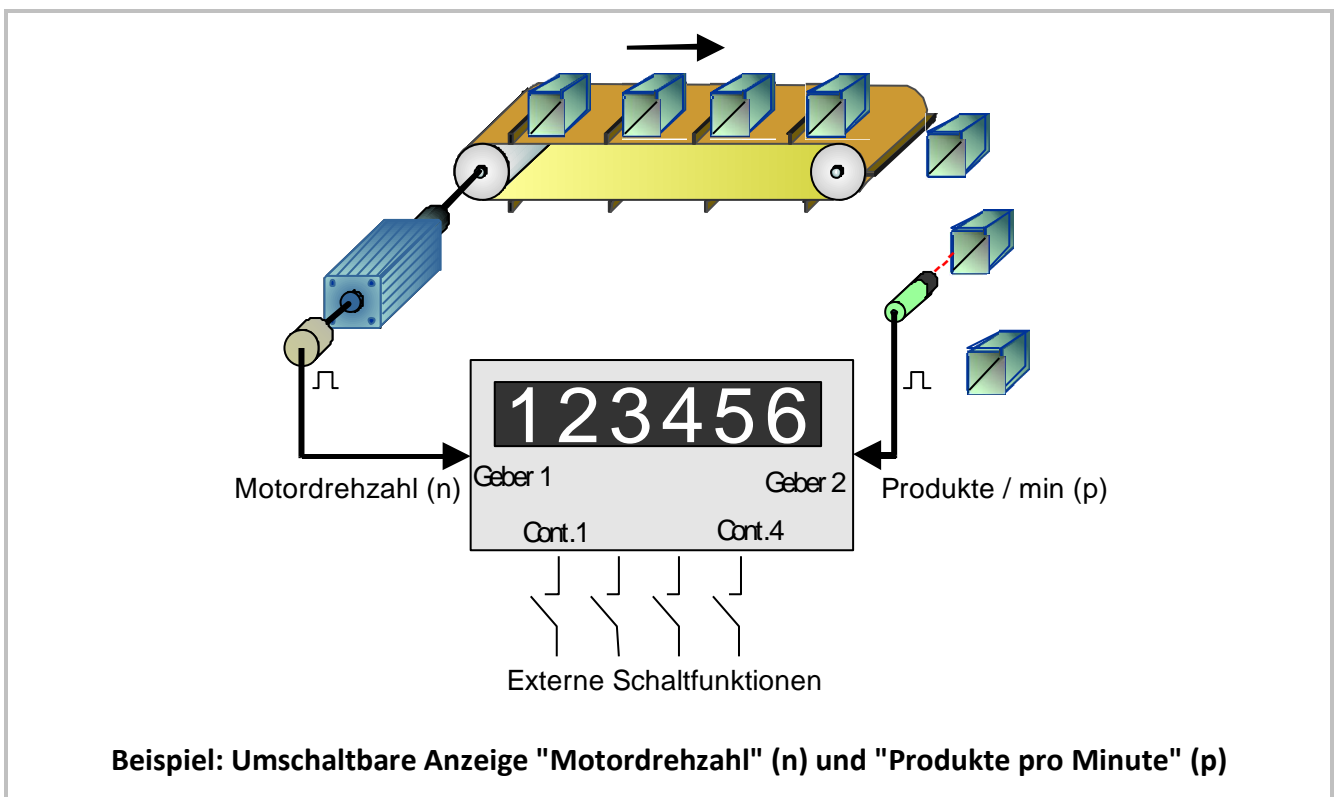 123456
Geber 1
Geber 2
Motordrehzahl (n)
Produkte / min (p)
Cont.1
Cont.4
Externe Schaltfunktionen
Beispiel: Umschaltbare Anzeige "Motordrehzahl" (n) und "Produkte pro Minute" (p)